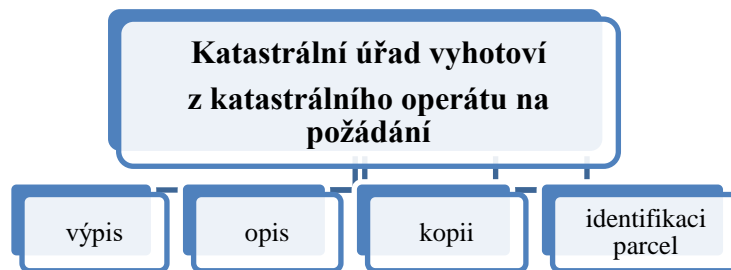 Katastrální úřad vyhotoví
z katastrálního operátu na
požádání
výpis
opis
kopii
identifikaci
parcel